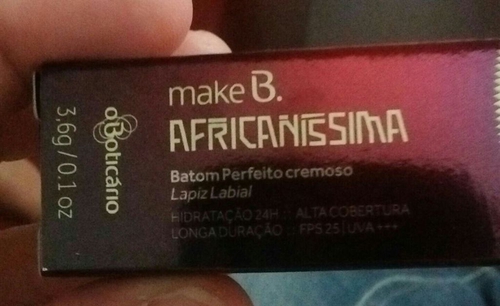 make B.
AFRICANÍSSIMA
Batom Perfeito cremoso
Lapiz Labial
HIDRATAÇÃO 24H :: ALTA COBERTURA
LONGA DURAÇÃO :: FPS 25 | UVA +++
oBoticário
3,6g/0.1 oz